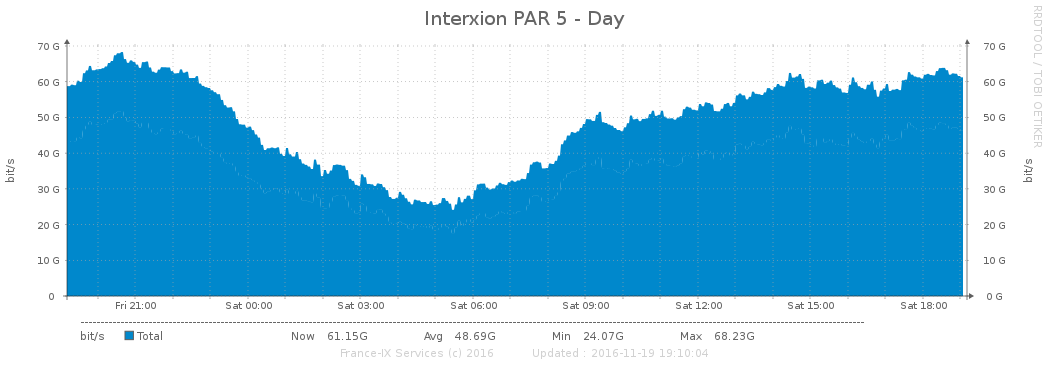 Interxion PAR 5 - Day
RRDTOOL / TOBI OETIKER
bit/s
70 G 70 G
60 G 60 G
50 G 50 G
40 G 40 G
30 G 30 G
20 G 20 G
10 G 10 G
0 0 G
bit/s
Fri 21:00 Sat 00:00 Sat 03:00 Sat 06:00 Sat 09:00 Sat 12:00 Sat 15:00 Sat 18:00
bit/s Total Now 61.15G Avg 48.69G Min 24.07G Max 68.23G
France-IX Services (c) 2016 Updated : 2016-11-19 19:10:04